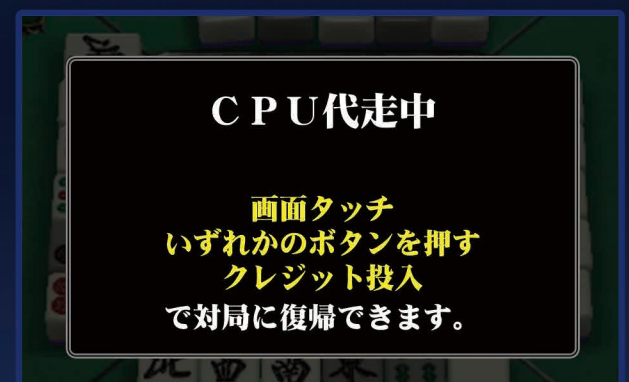 CPU代走中
画面タッチ
いずれかのボタンを押す
クレジット投入
で対局に復帰できます。